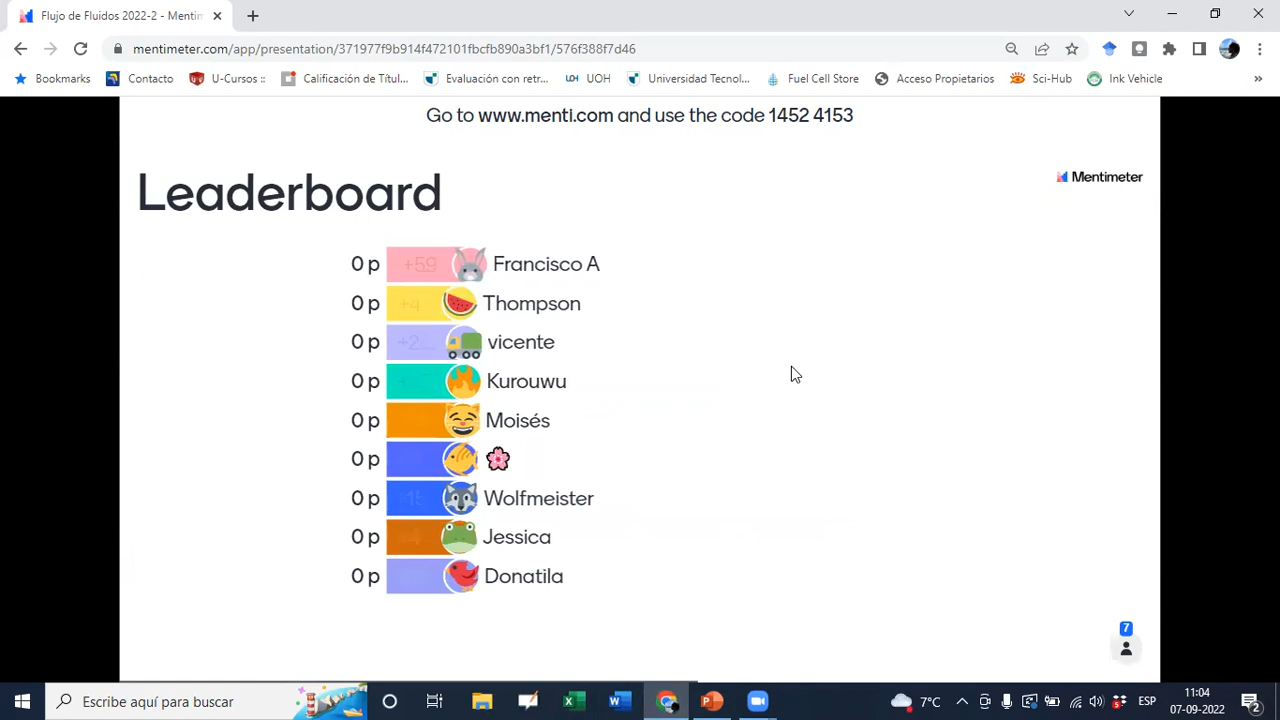 Flujo de Fluidos 2022-2 - Mentim
mentimeter.com/app/presentation/371977f9b914f472101fbcfb890a3bf1/576f388f7d46
Bookmarks Contacto U-Cursos :: Calificación de Títul... Evaluación con retr... UOH UOH Universidad Tecnol... Fuel Cell Store Acceso Propietarios Sci-Hub Ink Vehicle »
Go to www.menti.com and use the code 1452 4153
Leaderboard
Mentimeter
0 p +59 Francisco A
0 p Thompson
0 p vicente
0 p Kurouwu
0 p Moisés
0 p 🌸
0 p Wolfmeister
0 p Jessica
0 p Donatila
7
Escribe aquí para buscar
7°C
ESP
11:04
07-09-2022
2